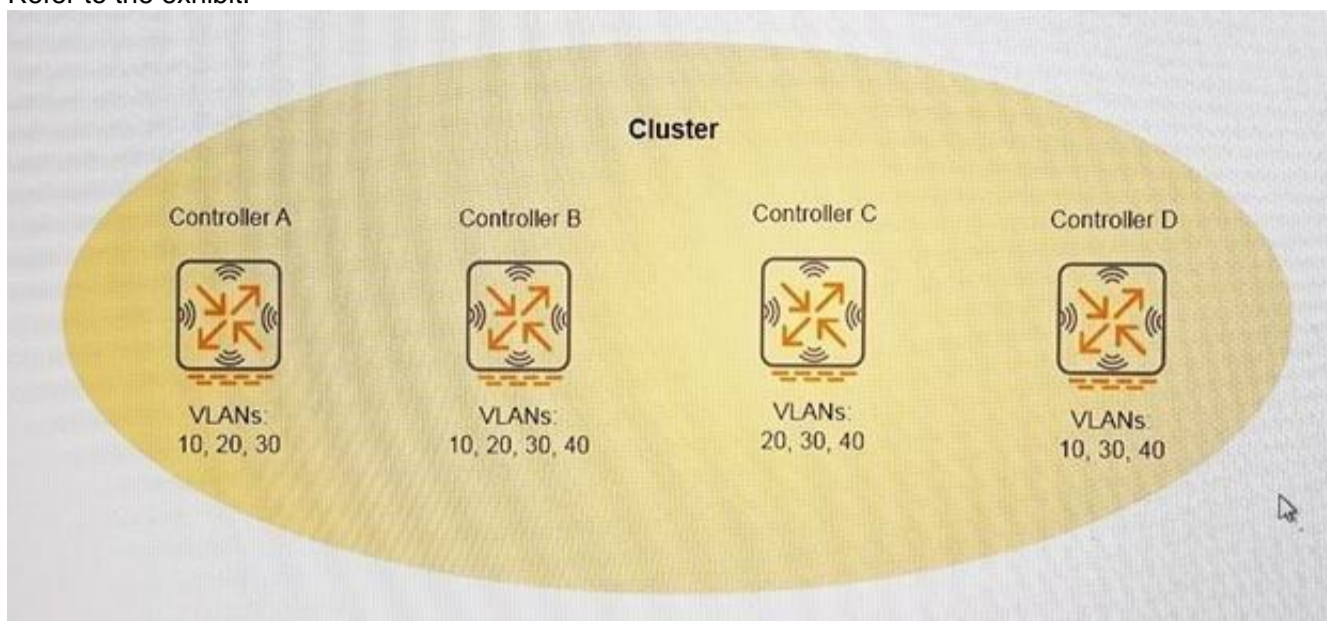 Refer to the exhibit.
Cluster
Controller A
Controller B
Controller C
Controller D
VLANs:
10, 20, 30
VLANs:
10, 20, 30, 40
VLANs:
20, 30, 40
VLANs:
10, 30, 40